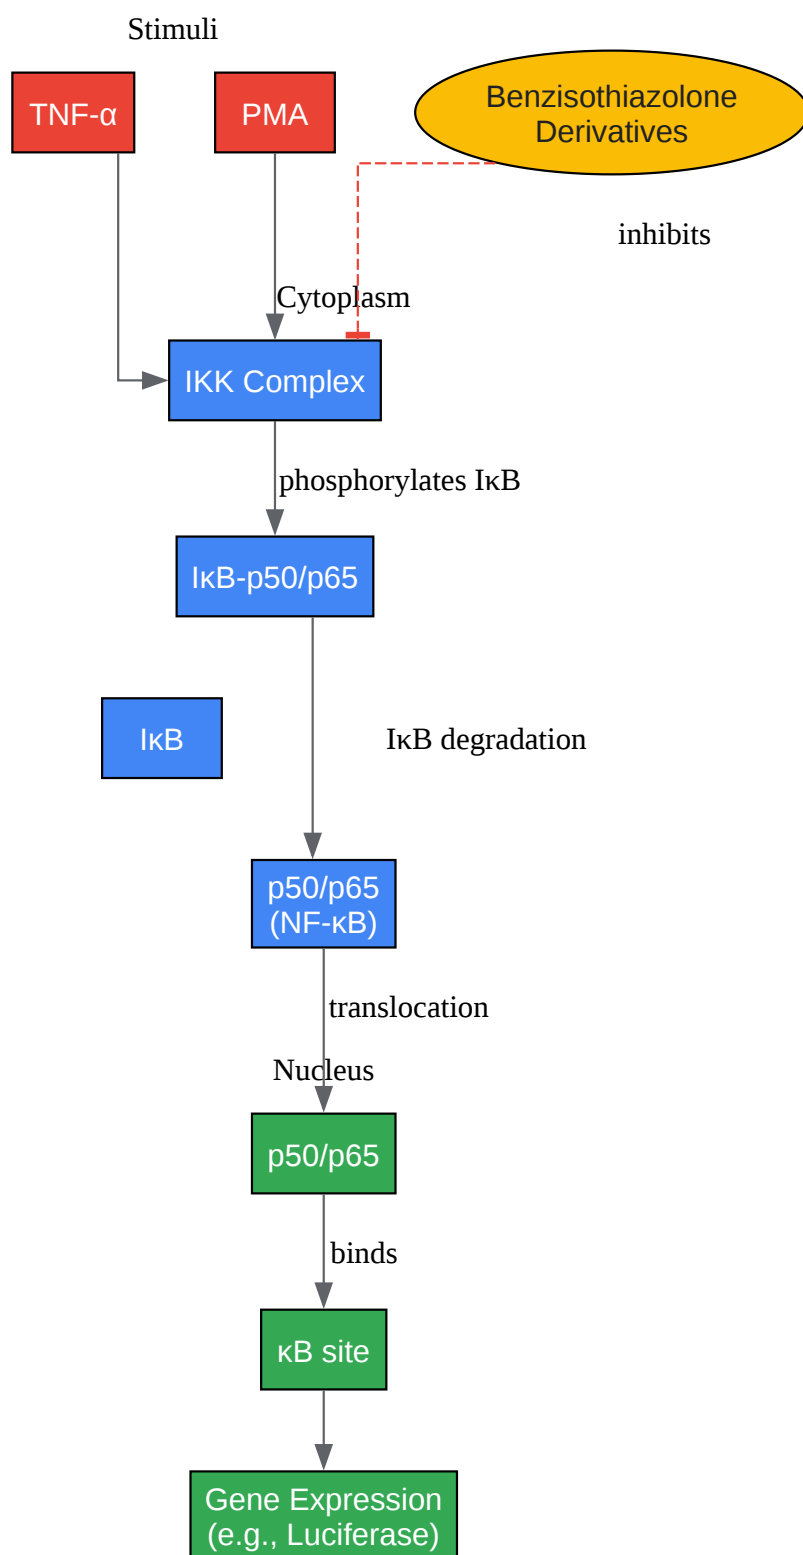 Stimuli
TNF-α
PMA
Benzisothiazolone
Derivatives
inhibits
Cytoplasm
IKK Complex
phosphorylates IκB
IκB-p50/p65
IκB
IκB degradation
p50/p65
(NF-κB)
translocation
Nucleus
p50/p65
binds
κB site
Gene Expression
(e.g., Luciferase)